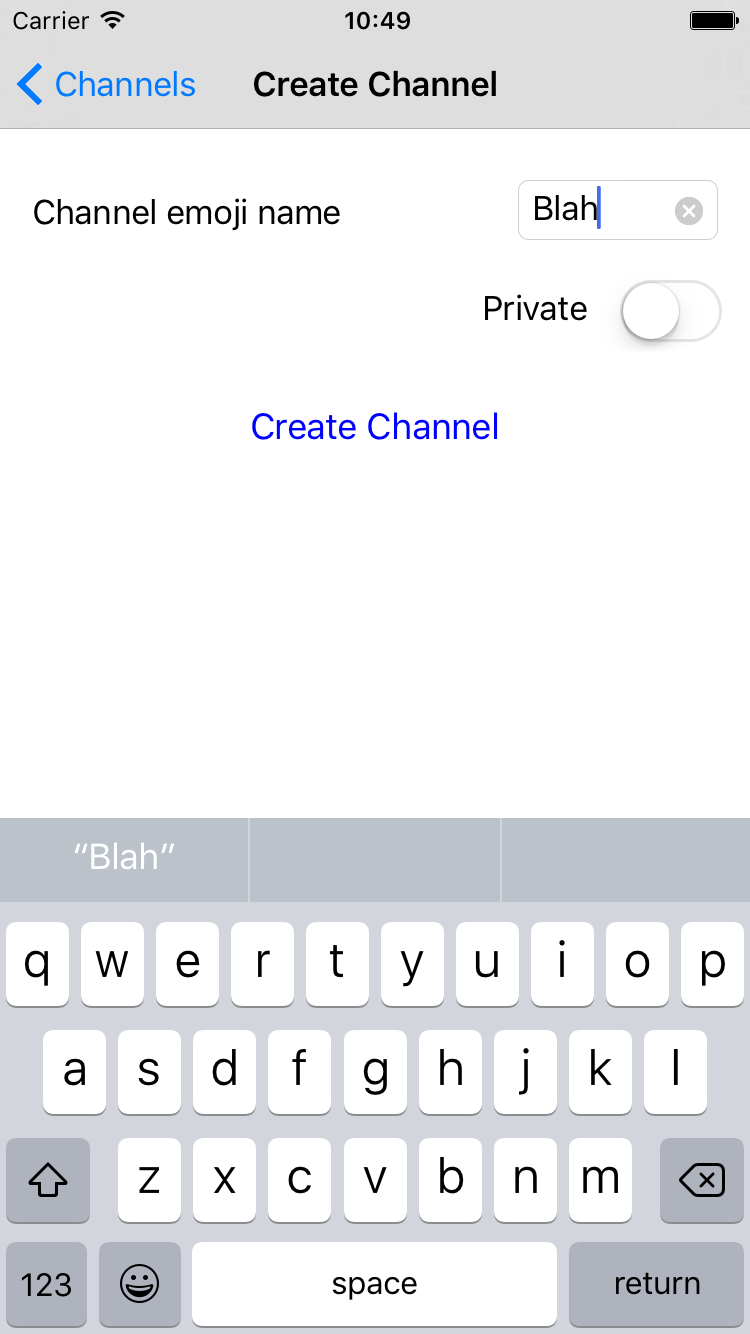 Carrier 10:49
Channels Create Channel
Channel emoji name Blah
Private
Create Channel
“Blah”
q w e r t y u i o p
a s d f g h j k l
z x c v b n m
123 space return